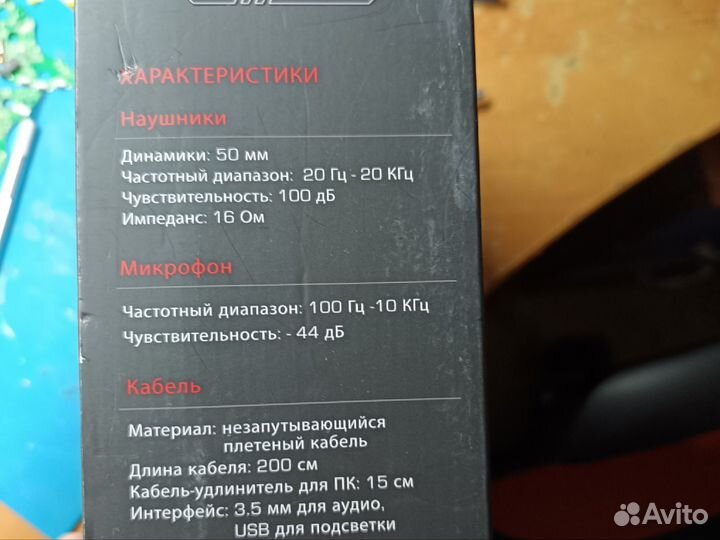 ХАРАКТЕРИСТИКИ
Наушники
Динамики: 50 мм
Частотный диапазон: 20 Гц - 20 КГц
Чувствительность: 100 дБ
Импеданс: 16 Ом
Микрофон
Частотный диапазон: 100 Гц -10 КГц
Чувствительность: - 44 дБ
Кабель
Материал: незапутывающийся
плетеный кабель
Длина кабеля: 200 см
Кабель-удлинитель для ПК: 15 см
Интерфейс: 3.5 мм для аудио,
USB для подсветки
Avito